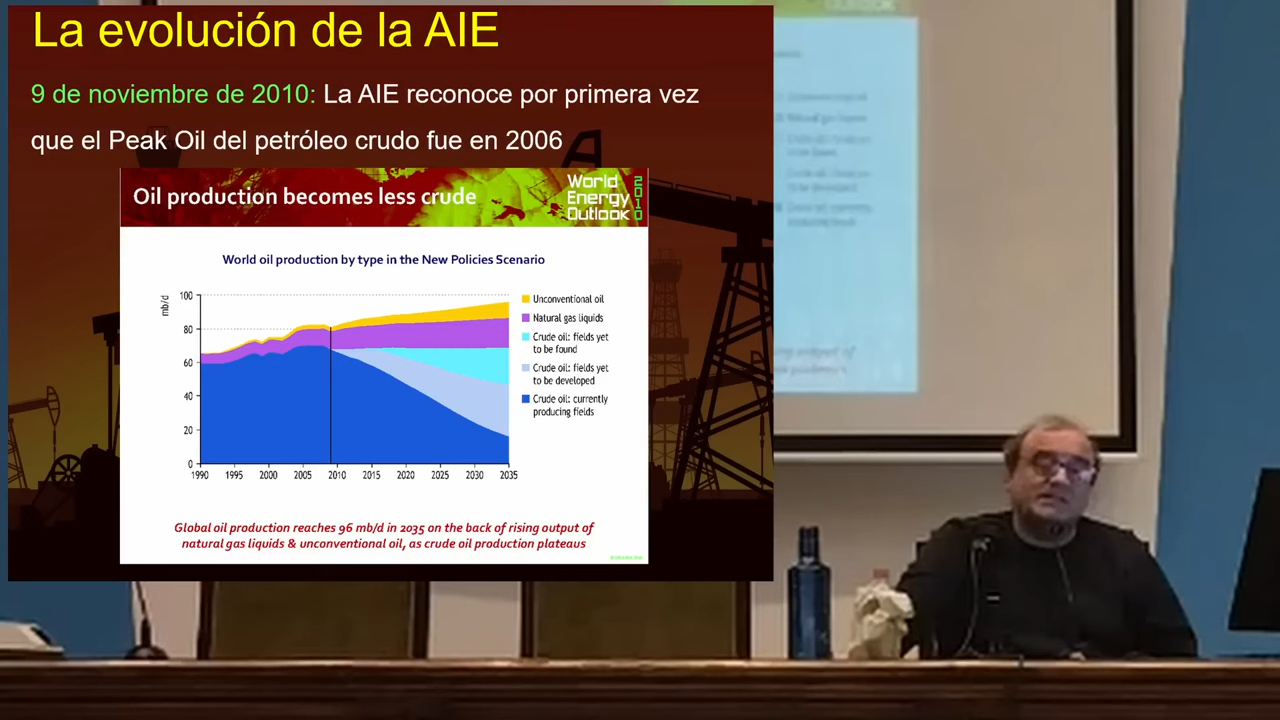 La evolución de la AIE
9 de noviembre de 2010: La AIE reconoce por primera vez
que el Peak Oil del petróleo crudo fue en 2006
Oil production becomes less crude
World
Energy
Outlook
2010
World oil production by type in the New Policies Scenario
mb/d
100
80
60
40
20
0
1990 1995 2000 2005 2010 2015 2020 2025 2030 2035
Unconventional oil
Natural gas liquids
Crude oil: fields yet
to be found
Crude oil: fields yet
to be developed
Crude oil: currently
producing fields
Global oil production reaches 96 mb/d in 2035 on the back of rising output of
natural gas liquids & unconventional oil, as crude oil production plateaus